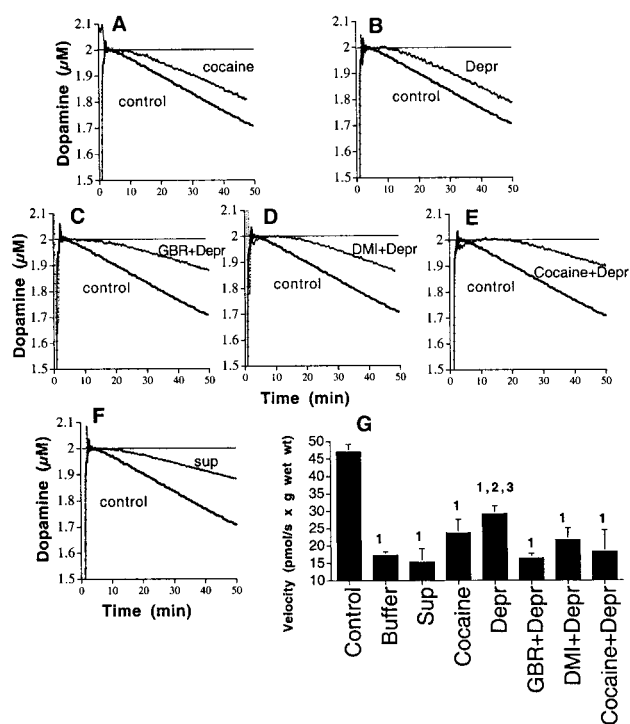 A
Dopamine (µM)
2.1
2
1.9
1.8
1.7
1.6
1.5
cocaine
control
0 10 20 30 40 50
B
2.1
2
1.9
1.8
1.7
1.6
1.5
Depr
control
0 10 20 30 40 50
C
Dopamine (µM)
2.1
2
1.9
1.8
1.7
1.6
1.5
GBR+Depr
control
0 10 20 30 40 50
D
DMI+Depr
control
0 10 20 30 40 50
Time (min)
E
2.1
2
1.9
1.8
1.7
1.6
1.5
Cocaine+Depr
control
0 10 20 30 40 50
F
Dopamine (µM)
2.1
2
1.9
1.8
1.7
1.6
1.5
sup
control
0 10 20 30 40 50
Time (min)
G
Velocity (pmol/s x g wet wt)
50
45
40
35
30
25
20
15
10
1
1
1
1,2,3
1
1
1
Control
Buffer
Sup
Cocaine
Depr
GBR+Depr
DMI+Depr
Cocaine+Depr